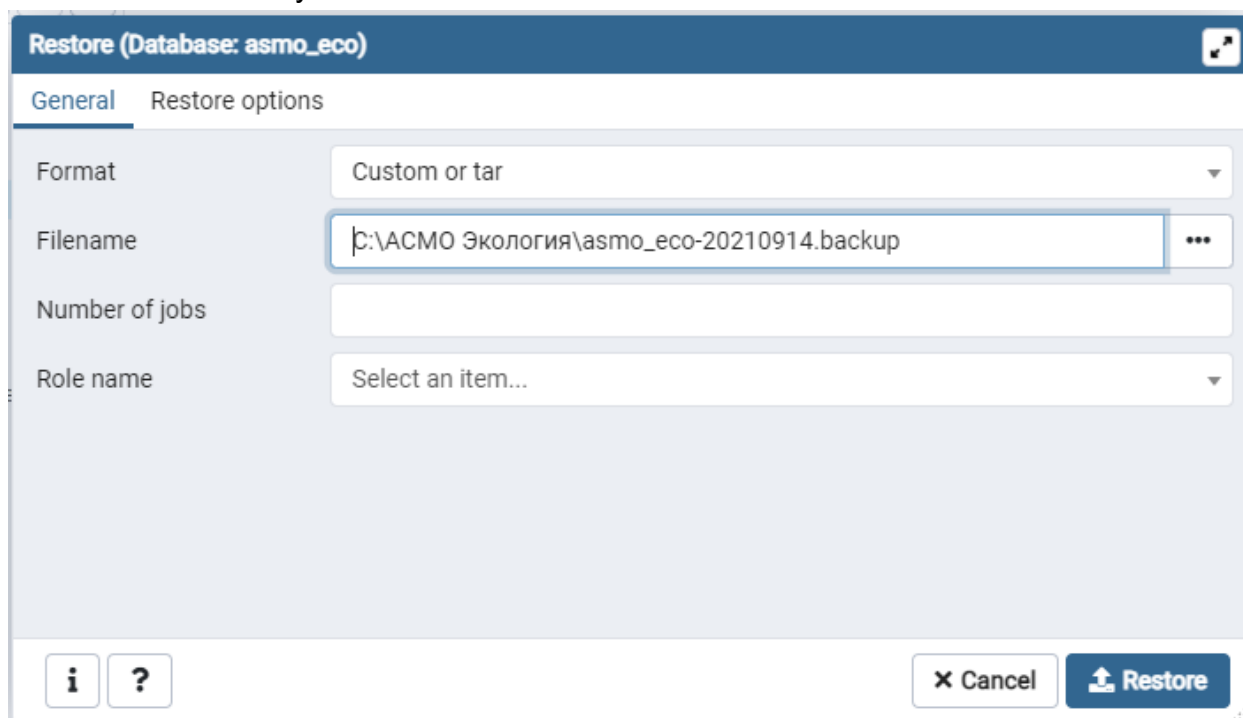 Restore (Database: asmo_eco)
General Restore options
Format Custom or tar
Filename C:\АСМО Экология\asmo_eco-20210914.backup
Number of jobs
Role name Select an item...
i ? Cancel Restore